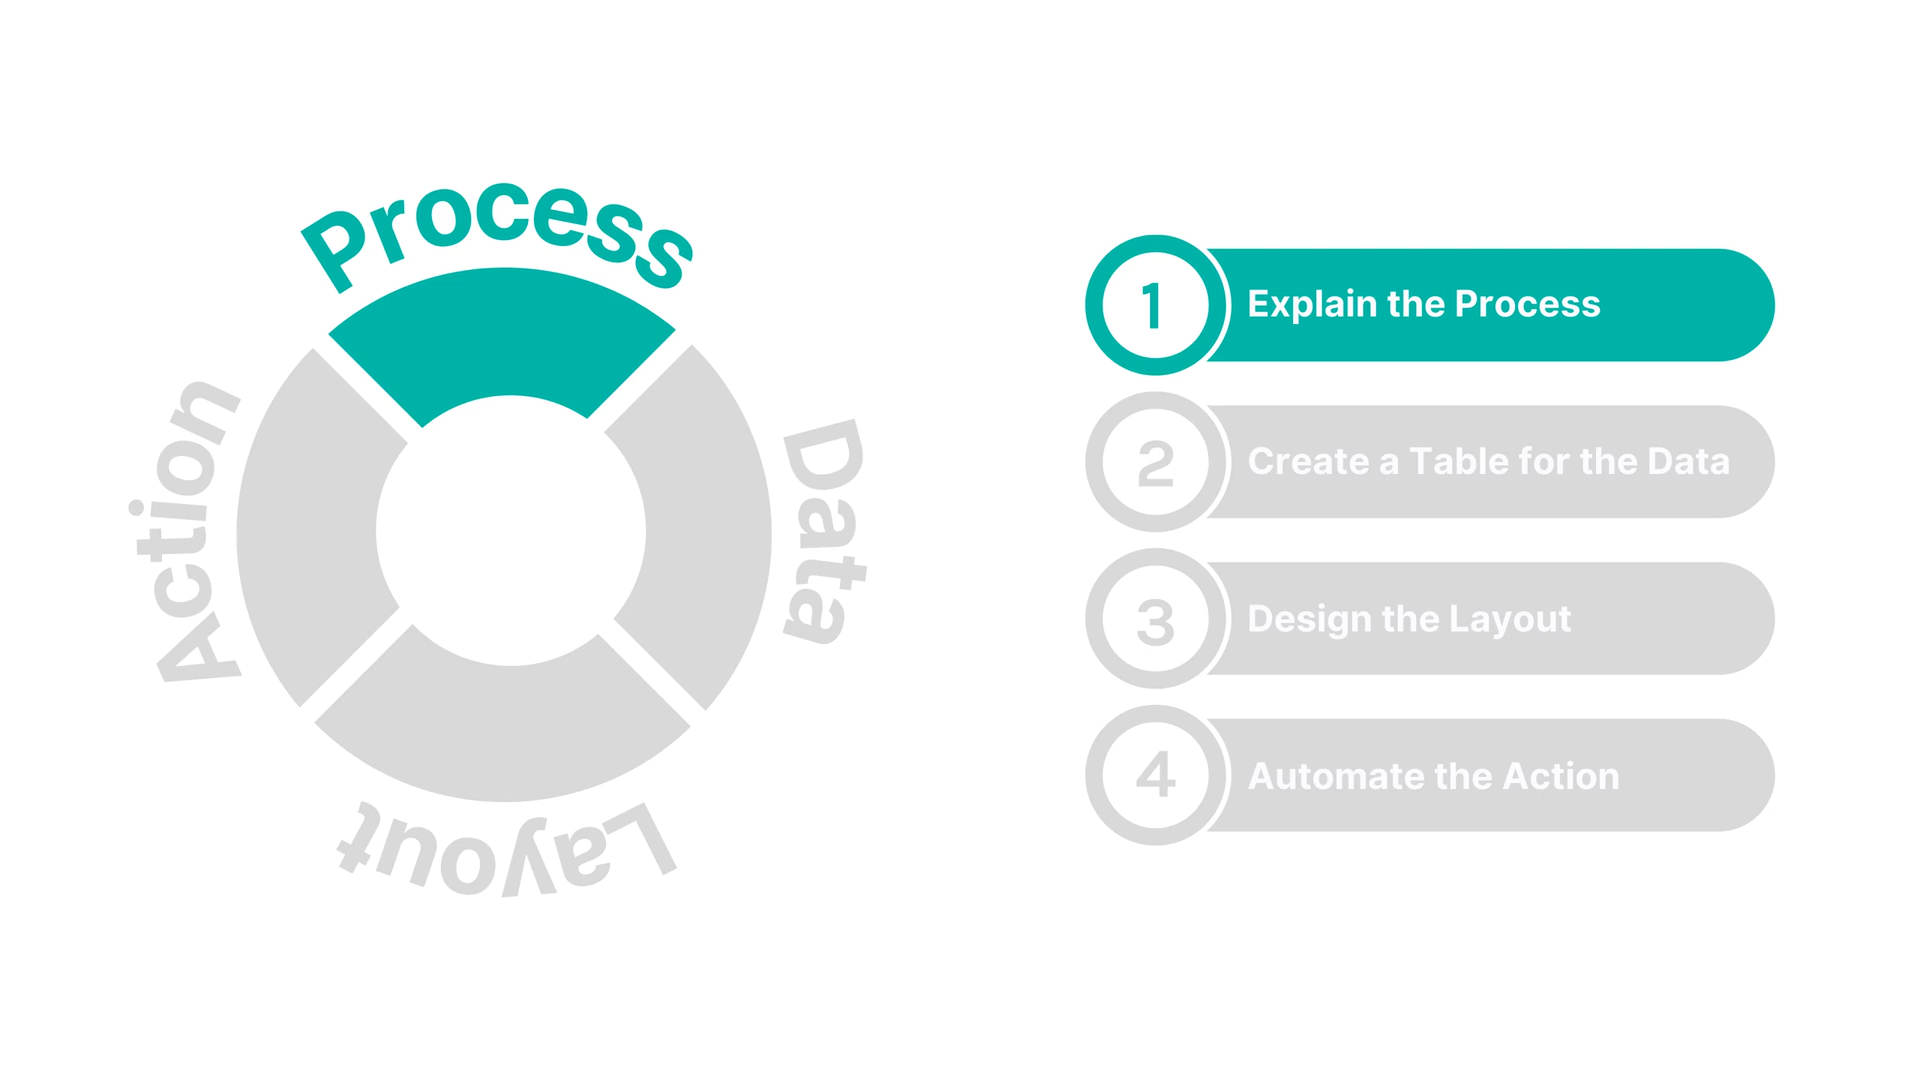 Process
Data
Layout
Action
1 Explain the Process
2 Create a Table for the Data
3 Design the Layout
4 Automate the Action